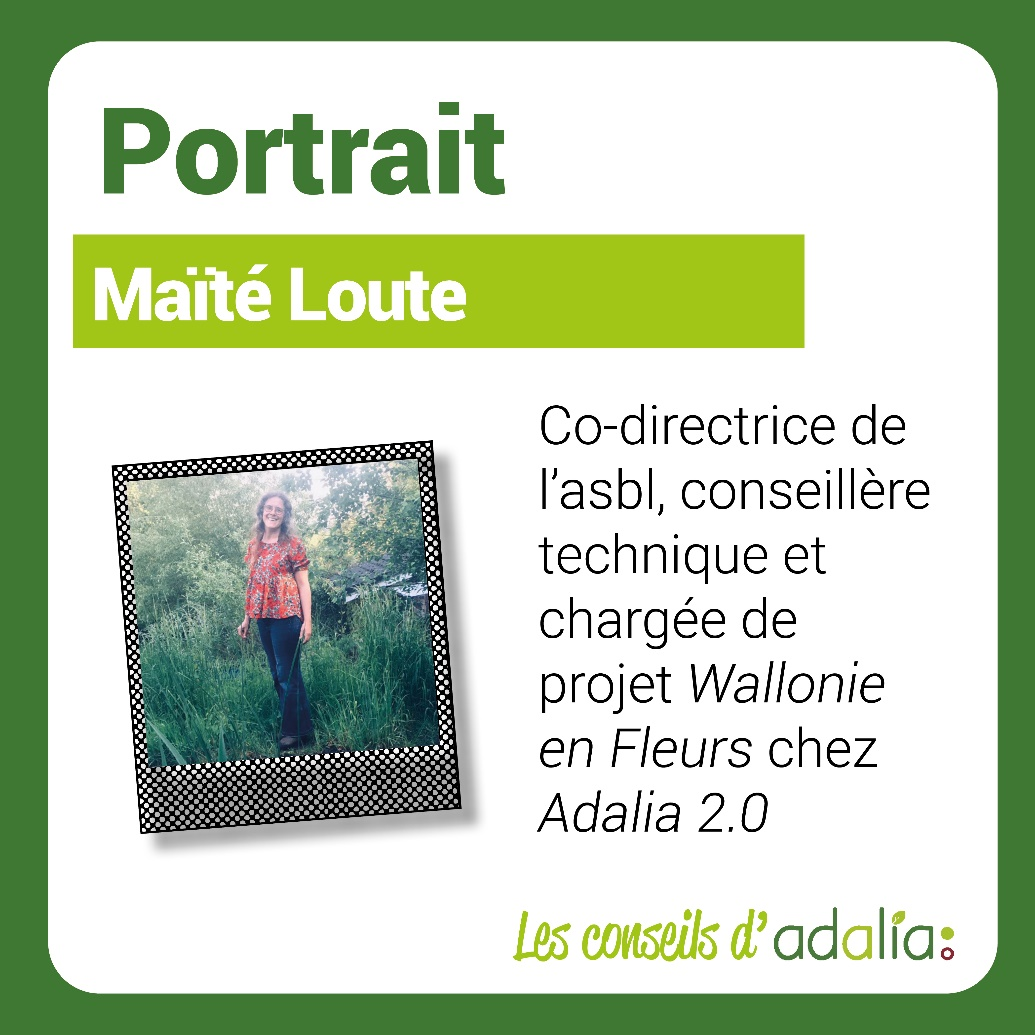 Portrait
Maïté Loute
Co-directrice de
l’asbl, conseillère
technique et
chargée de
projet Wallonie
en Fleurs chez
Adalia 2.0
Les conseils d’adalia: